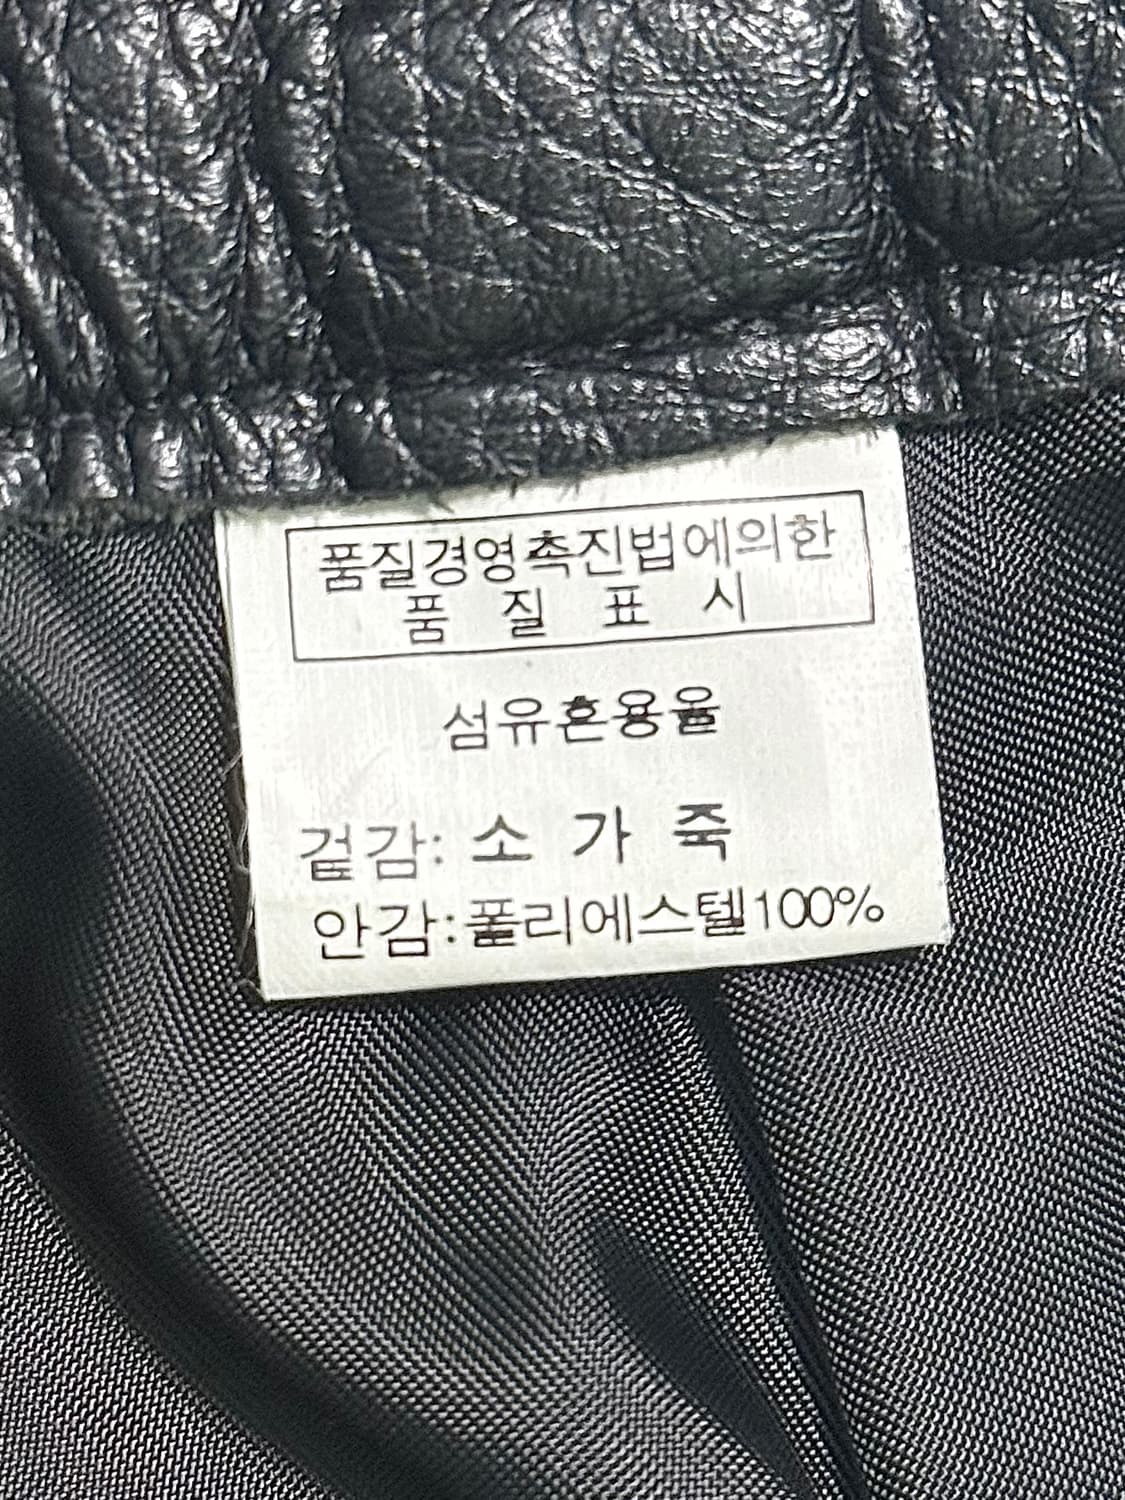 품질경영촉진법에의한
품 질 표 시
섬유혼용율
겉감: 소 가 죽
안감:폴리에스텔100%